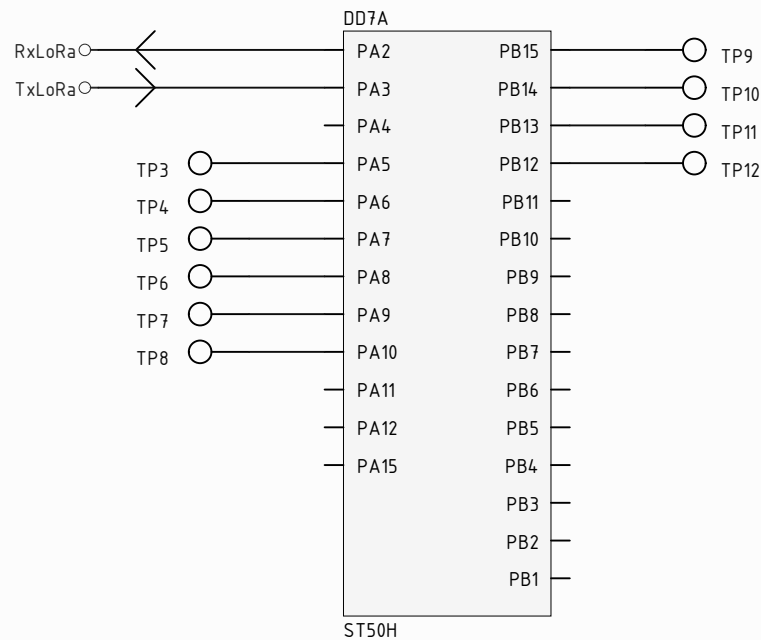 DD7A
RxLoRa PA2 PB15 TP9
TxLoRa PA3 PB14 TP10
PA4 PB13 TP11
TP3 PA5 PB12 TP12
TP4 PA6 PB11
TP5 PA7 PB10
TP6 PA8 PB9
TP7 PA9 PB8
TP8 PA10 PB7
PA11 PB6
PA12 PB5
PA15 PB4
PB3
PB2
PB1
ST50H